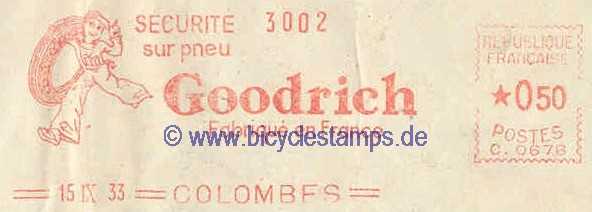 SECURITE 3002
sur pneu
Goodrich
Fabriqué en France
© www.bicyclestamps.de
REPUBLIQUE
FRANÇAISE
★050
POSTES
C. 0678
15 IX 33 COLOMBES